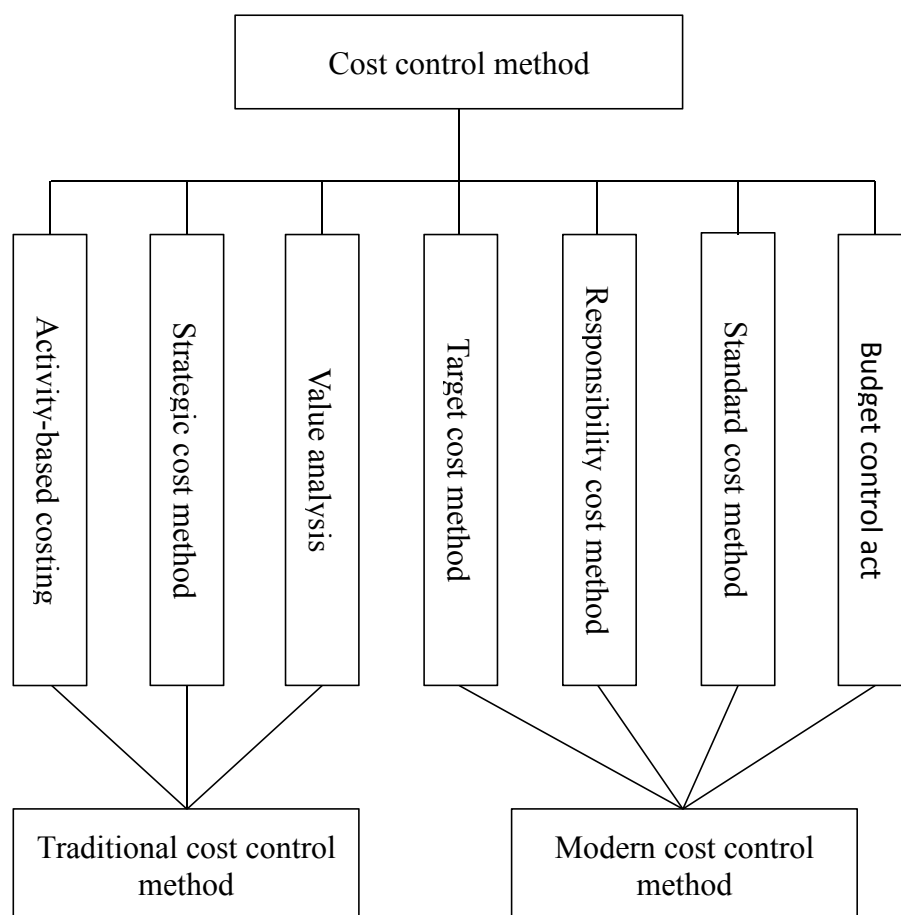 Cost control method
Activity-based costing
Strategic cost method
Value analysis
Target cost method
Responsibility cost method
Standard cost method
Budget control act
Traditional cost control
method
Modern cost control
method